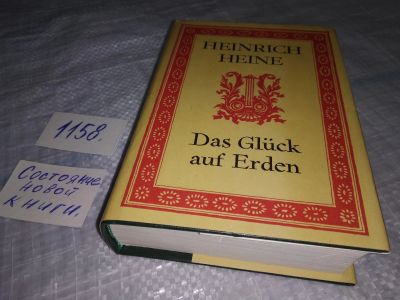 1158.
Состояние
новой
книги.
HEINRICH
HEINE
Das Glück
auf Erden